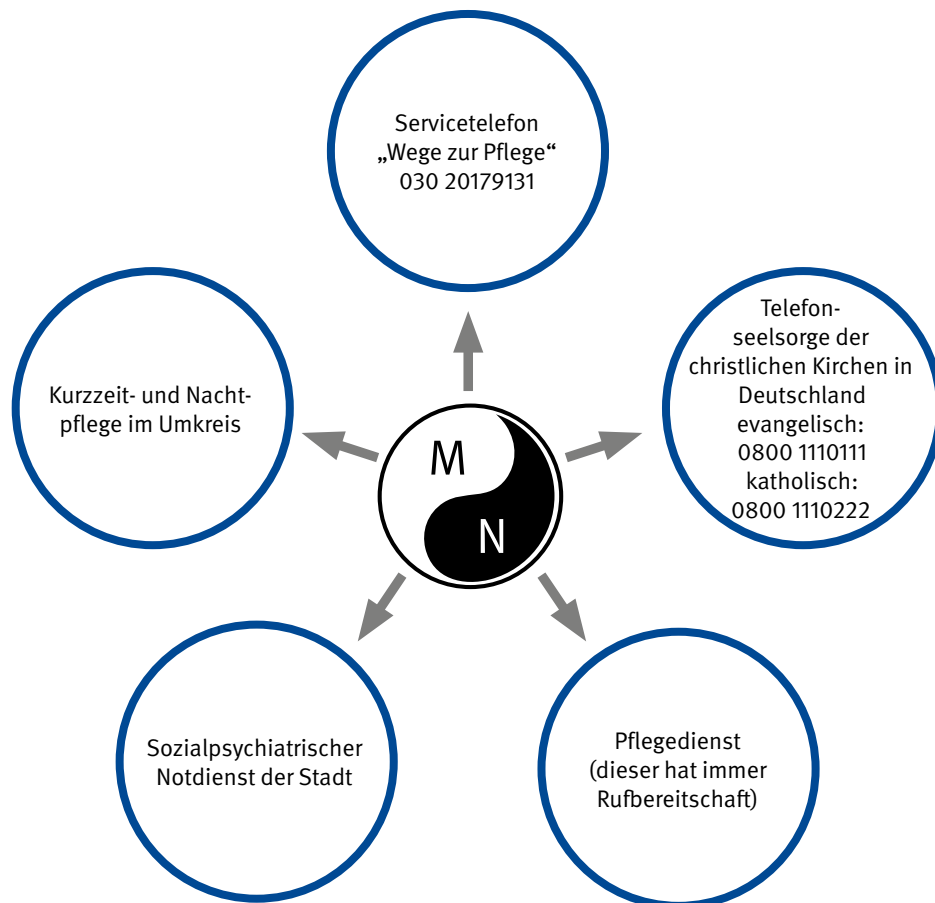 Servicetelefon
„Wege zur Pflege“
030 20179131
Telefon-
seelsorge der
christlichen Kirchen in
Deutschland
evangelisch:
0800 1110111
katholisch:
0800 1110222
Kurzzeit- und Nacht-
pflege im Umkreis
M
N
Sozialpsychiatrischer
Notdienst der Stadt
Pflegedienst
(dieser hat immer
Rufbereitschaft)